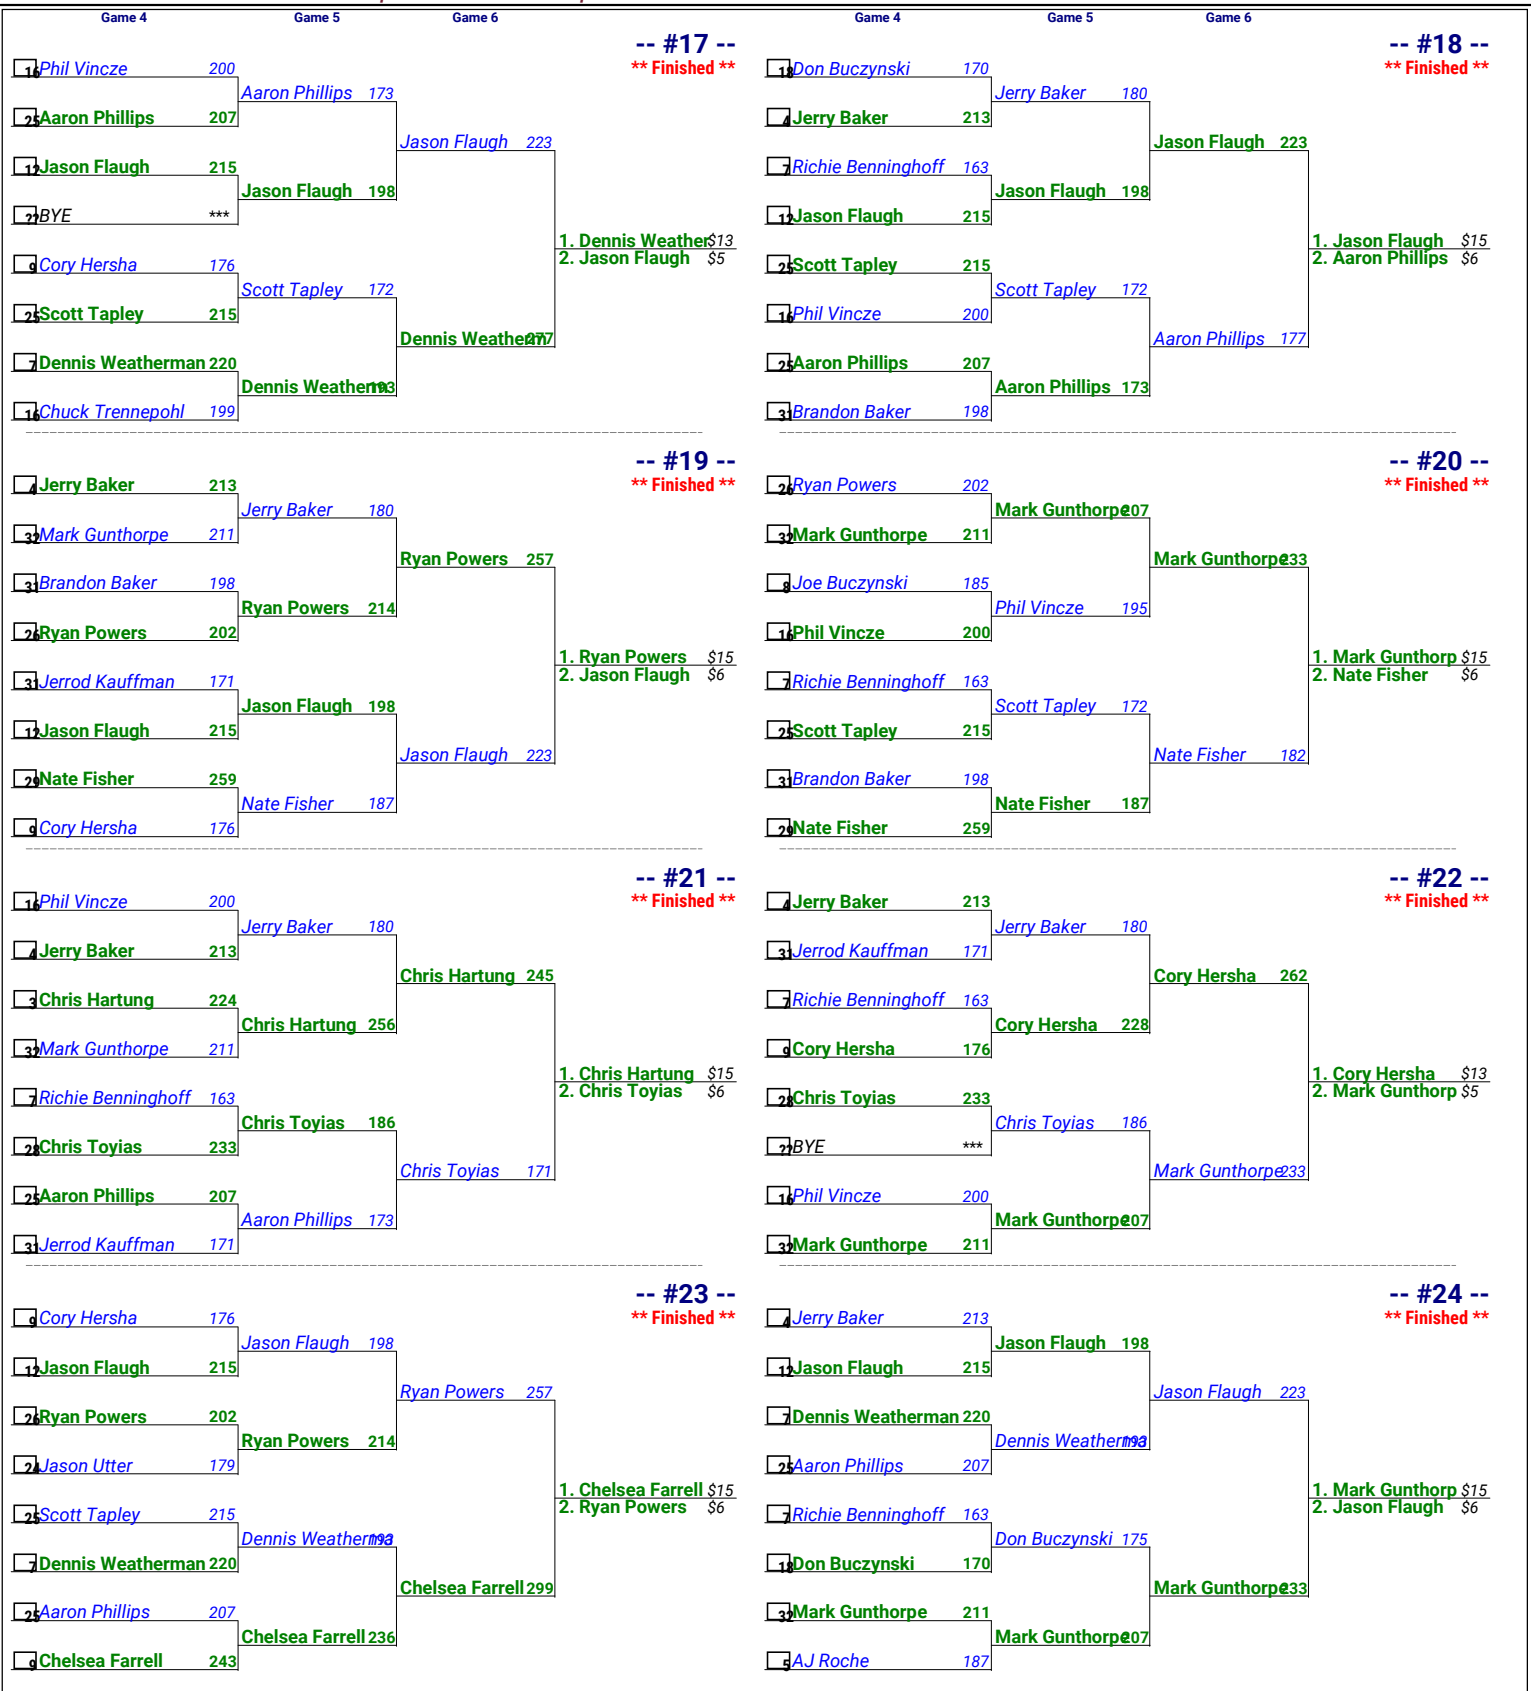 Game 4 Game 5 Game 6 Game 4 Game 5 Game 6
-- #17 --
** Finished **
16 Phil Vincze 200
Aaron Phillips 173
25 Aaron Phillips 207
Jason Flaugh 223
12 Jason Flaugh 215
Jason Flaugh 198
?? BYE ***
1. Dennis Weather $13
2. Jason Flaugh $5
9 Cory Hersha 176
Scott Tapley 172
25 Scott Tapley 215
Dennis Weatherm 277
7 Dennis Weatherman 220
Dennis Weatherm 193
16 Chuck Trennepohl 199
-- #18 --
** Finished **
18 Don Buczynski 170
Jerry Baker 180
4 Jerry Baker 213
Jason Flaugh 223
7 Richie Benninghoff 163
Jason Flaugh 198
12 Jason Flaugh 215
1. Jason Flaugh $15
2. Aaron Phillips $6
25 Scott Tapley 215
Scott Tapley 172
16 Phil Vincze 200
Aaron Phillips 177
25 Aaron Phillips 207
Aaron Phillips 173
31 Brandon Baker 198
-- #19 --
** Finished **
4 Jerry Baker 213
Jerry Baker 180
32 Mark Gunthorpe 211
Ryan Powers 257
31 Brandon Baker 198
Ryan Powers 214
26 Ryan Powers 202
1. Ryan Powers $15
2. Jason Flaugh $6
31 Jerrod Kauffman 171
Jason Flaugh 198
12 Jason Flaugh 215
Jason Flaugh 223
29 Nate Fisher 259
Nate Fisher 187
9 Cory Hersha 176
-- #20 --
** Finished **
26 Ryan Powers 202
Mark Gunthorpe 207
32 Mark Gunthorpe 211
Mark Gunthorpe 233
8 Joe Buczynski 185
Phil Vincze 195
16 Phil Vincze 200
1. Mark Gunthorp $15
2. Nate Fisher $6
7 Richie Benninghoff 163
Scott Tapley 172
25 Scott Tapley 215
Nate Fisher 182
31 Brandon Baker 198
Nate Fisher 187
29 Nate Fisher 259
-- #21 --
** Finished **
16 Phil Vincze 200
Jerry Baker 180
4 Jerry Baker 213
Chris Hartung 245
3 Chris Hartung 224
Chris Hartung 256
32 Mark Gunthorpe 211
1. Chris Hartung $15
2. Chris Toyias $6
7 Richie Benninghoff 163
Chris Toyias 186
28 Chris Toyias 233
Chris Toyias 171
25 Aaron Phillips 207
Aaron Phillips 173
31 Jerrod Kauffman 171
-- #22 --
** Finished **
4 Jerry Baker 213
Jerry Baker 180
31 Jerrod Kauffman 171
Cory Hersha 262
7 Richie Benninghoff 163
Cory Hersha 228
9 Cory Hersha 176
1. Cory Hersha $13
2. Mark Gunthorp $5
28 Chris Toyias 233
Chris Toyias 186
?? BYE ***
Mark Gunthorpe 233
16 Phil Vincze 200
Mark Gunthorpe 207
32 Mark Gunthorpe 211
-- #23 --
** Finished **
9 Cory Hersha 176
Jason Flaugh 198
12 Jason Flaugh 215
Ryan Powers 257
26 Ryan Powers 202
Ryan Powers 214
24 Jason Utter 179
1. Chelsea Farrell $15
2. Ryan Powers $6
25 Scott Tapley 215
Dennis Weatherma 193
7 Dennis Weatherman 220
Chelsea Farrell 299
25 Aaron Phillips 207
Chelsea Farrell 236
9 Chelsea Farrell 243
-- #24 --
** Finished **
4 Jerry Baker 213
Jason Flaugh 198
12 Jason Flaugh 215
Jason Flaugh 223
7 Dennis Weatherman 220
Dennis Weatherma 193
25 Aaron Phillips 207
1. Mark Gunthorp $15
2. Jason Flaugh $6
7 Richie Benninghoff 163
Don Buczynski 175
18 Don Buczynski 170
Mark Gunthorpe 233
32 Mark Gunthorpe 211
Mark Gunthorpe 207
5 AJ Roche 187